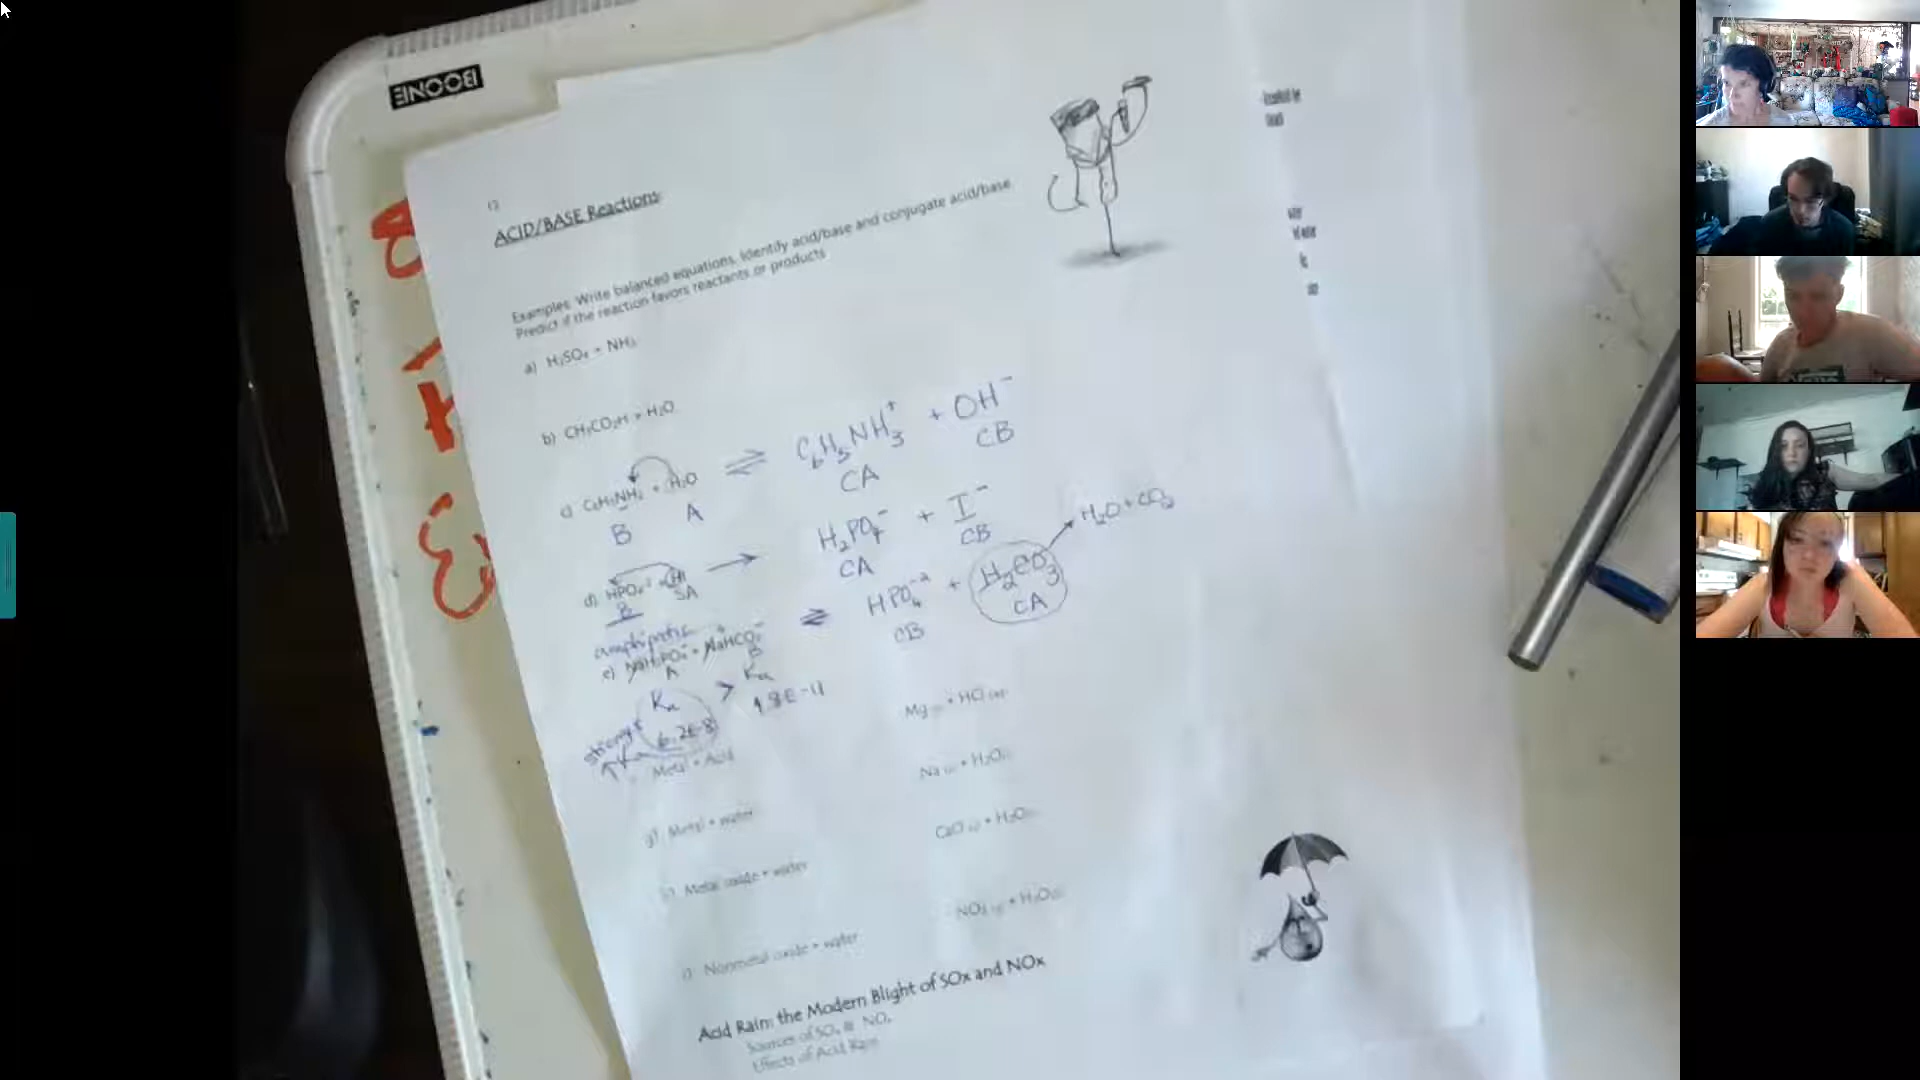 BOONE
13
ACID/BASE Reactions
Examples: Write balanced equations. Identify acid/base and conjugate acid/base.
Predict if the reaction favors reactants or products
a) H₂SO₄ + NH₃
b) CH₃CO₂H + H₂O
c) C₆H₅NH₂ + H₂O ⇌ C₆H₅NH₃⁺ + OH⁻
B A CA CB
d) HPO₄⁻² + HI → H₂PO₄⁻ + I⁻
B SA CA CB
amphiprotic
e) NaH₂PO₄⁻ + NaHCO₃⁻ ⇌ HPO₄⁻² + H₂CO₃ → H₂O + CO₂
A B CB CA
Ka > Ka
6.2E-8 4.8E-11
stronger
Metal + Acid Mg + HCl
g) Metal + water Na + H₂O
Metal oxide + water CaO + H₂O
i) Nonmetal oxide + water NO₂ + H₂O
Acid Rain: the Modern Blight of SOx and NOx
Sources of SOₓ & NOₓ
Effects of Acid Rain